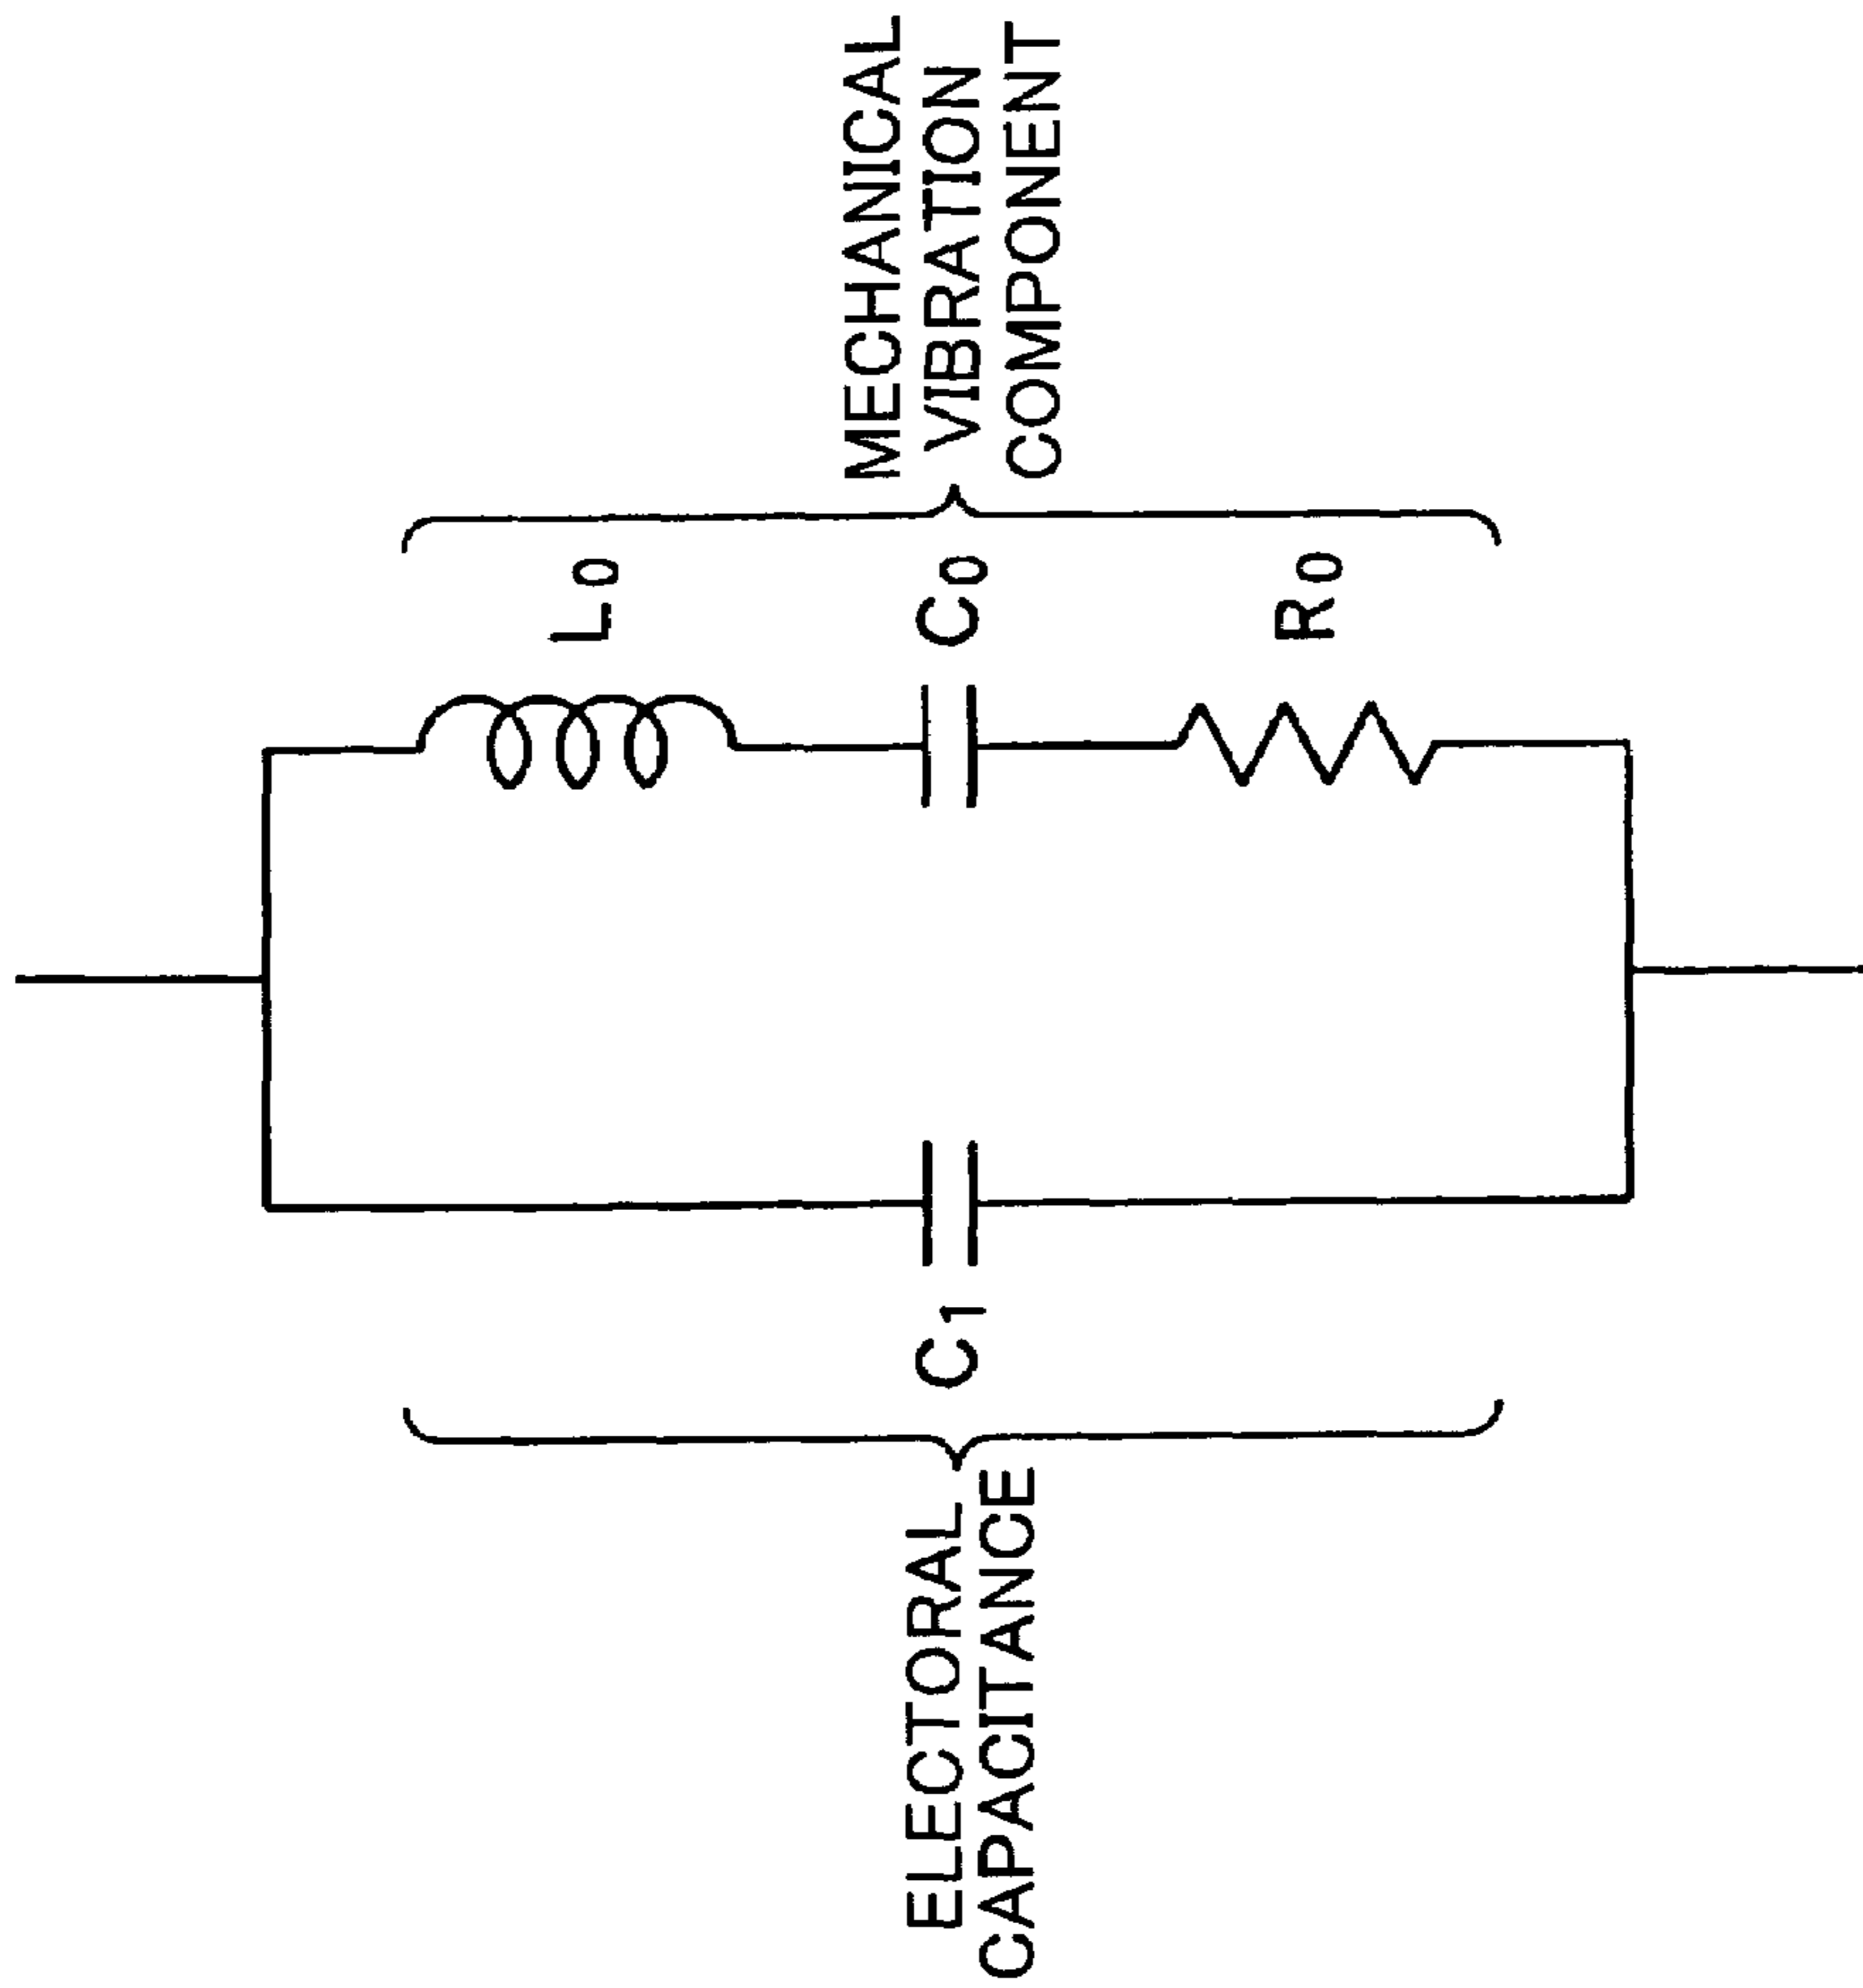 ELECTORAL
CAPACITANCE
C1
L0
C0
R0
MECHANICAL
VIBRATION
COMPONENT